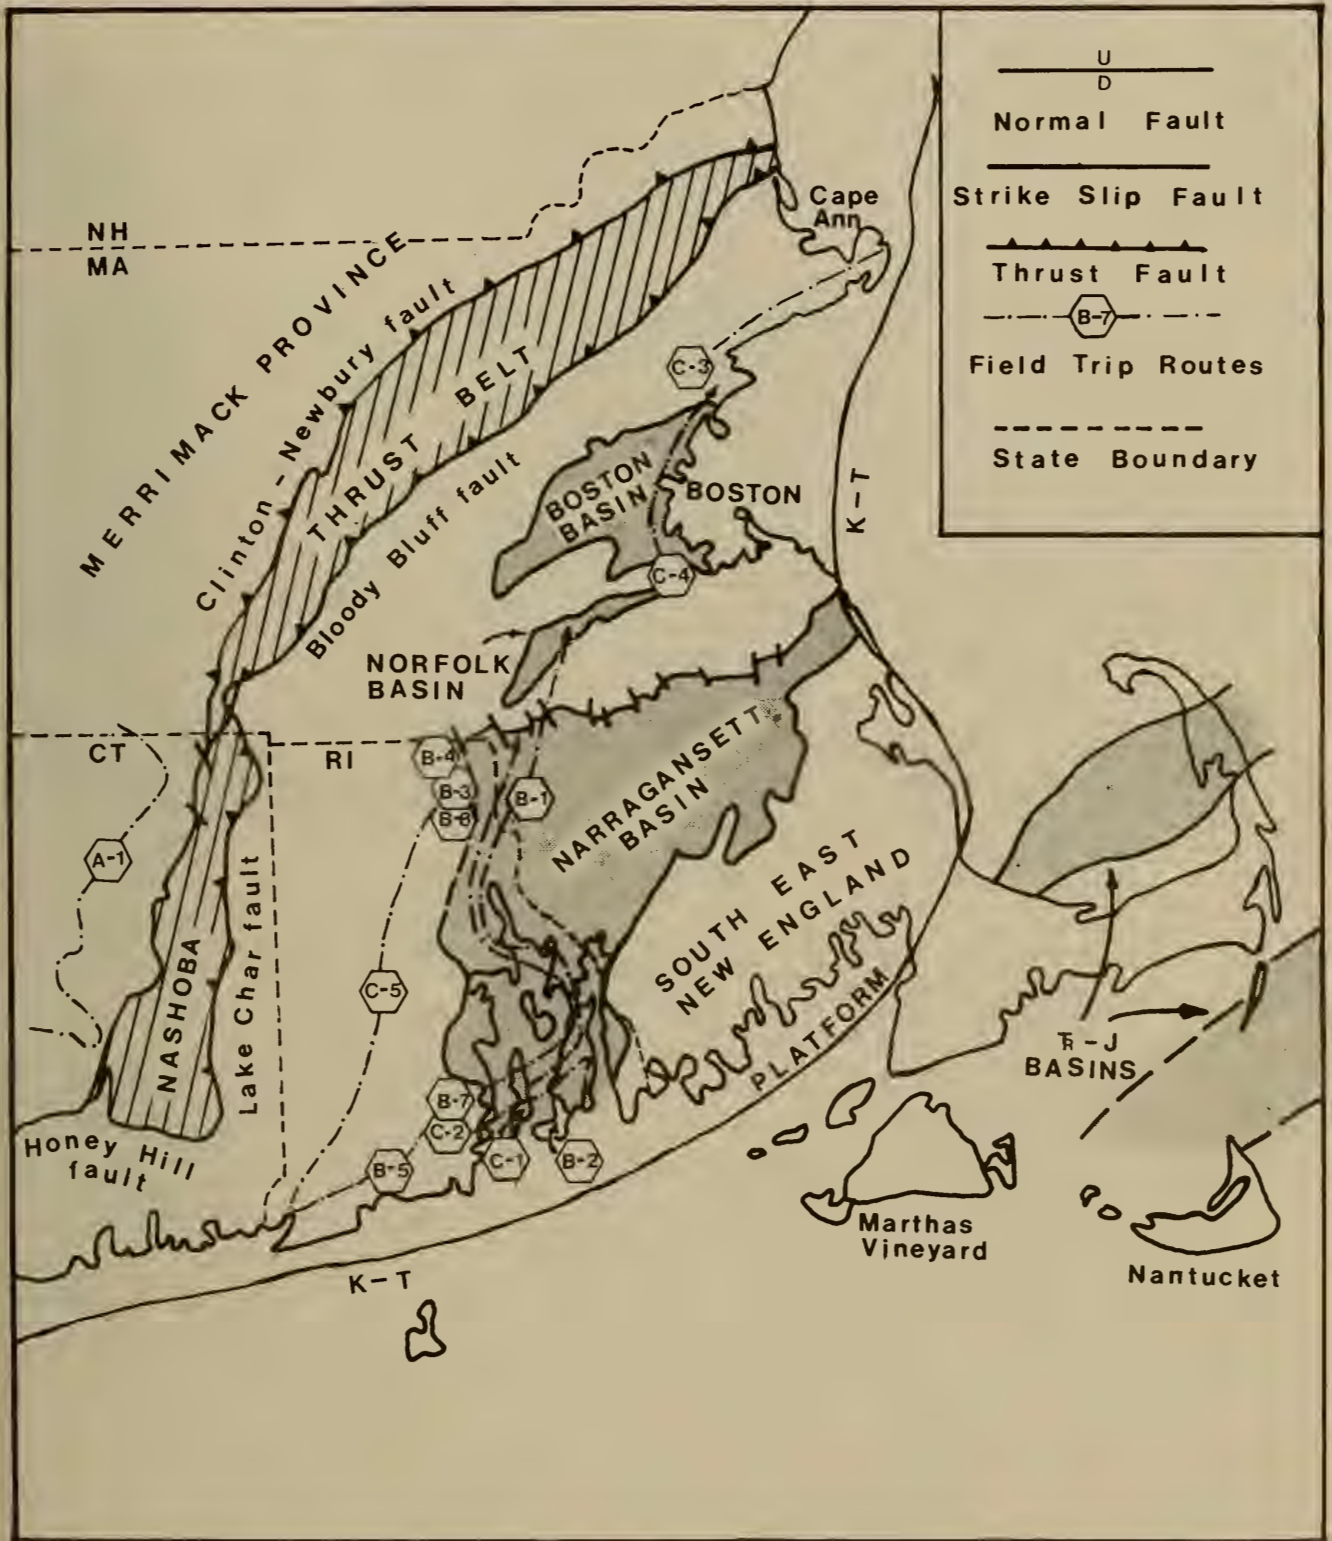 U
D
Normal Fault
Strike Slip Fault
Thrust Fault
B-7
Field Trip Routes
State Boundary
NH
MA
Cape
Ann
MERRIMACK PROVINCE
Clinton-Newbury fault
THRUST BELT
Bloody Bluff fault
C-3
BOSTON
BASIN
BOSTON
K-T
C-4
NORFOLK
BASIN
CT
RI
B-4
B-3
B-6
B-1
NARRAGANSETT
BASIN
A-1
SOUTH EAST
NEW ENGLAND
PLATFORM
NASHOBA
Lake Char fault
C-5
TR-J
BASINS
B-7
C-2
C-1
B-2
B-5
Honey Hill
fault
Marthas
Vineyard
Nantucket
K-T